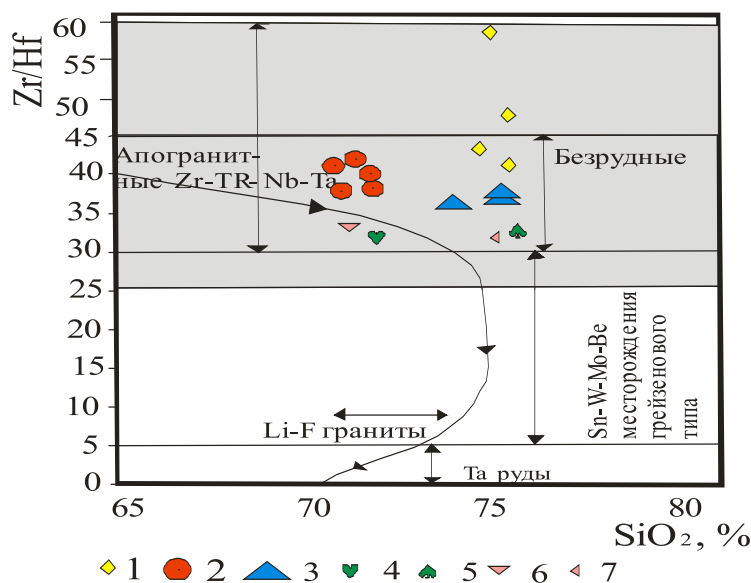 Zr/Hf
60
55
50
45
40
35
30
25
20
15
10
5
0
Апогранит-
ные Zr-TR-Nb-Ta
Безрудные
Sn-W-Mo-Be
месторождения
грейзенового
типа
Li-F граниты
Ta руды
65 70 75 80
SiO₂, %
1 2 3 4 5 6 7